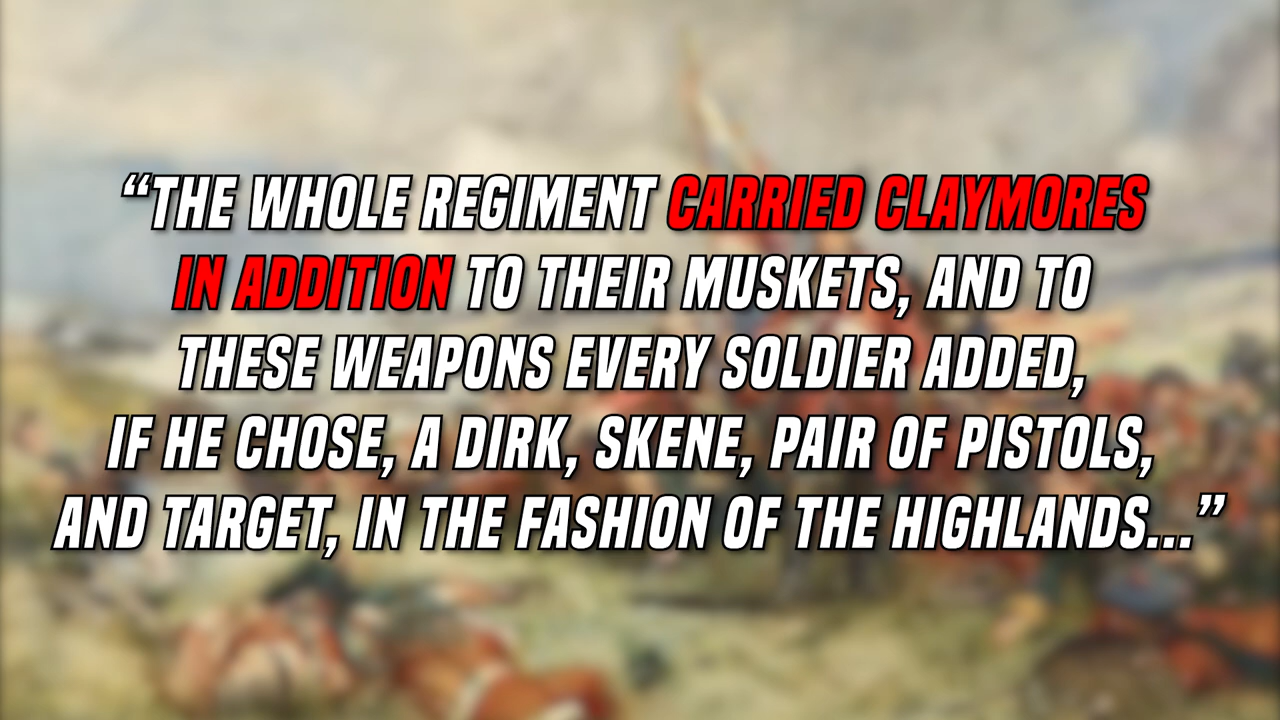 “THE WHOLE REGIMENT CARRIED CLAYMORES
IN ADDITION TO THEIR MUSKETS, AND TO
THESE WEAPONS EVERY SOLDIER ADDED,
IF HE CHOSE, A DIRK, SKENE, PAIR OF PISTOLS,
AND TARGET, IN THE FASHION OF THE HIGHLANDS...”